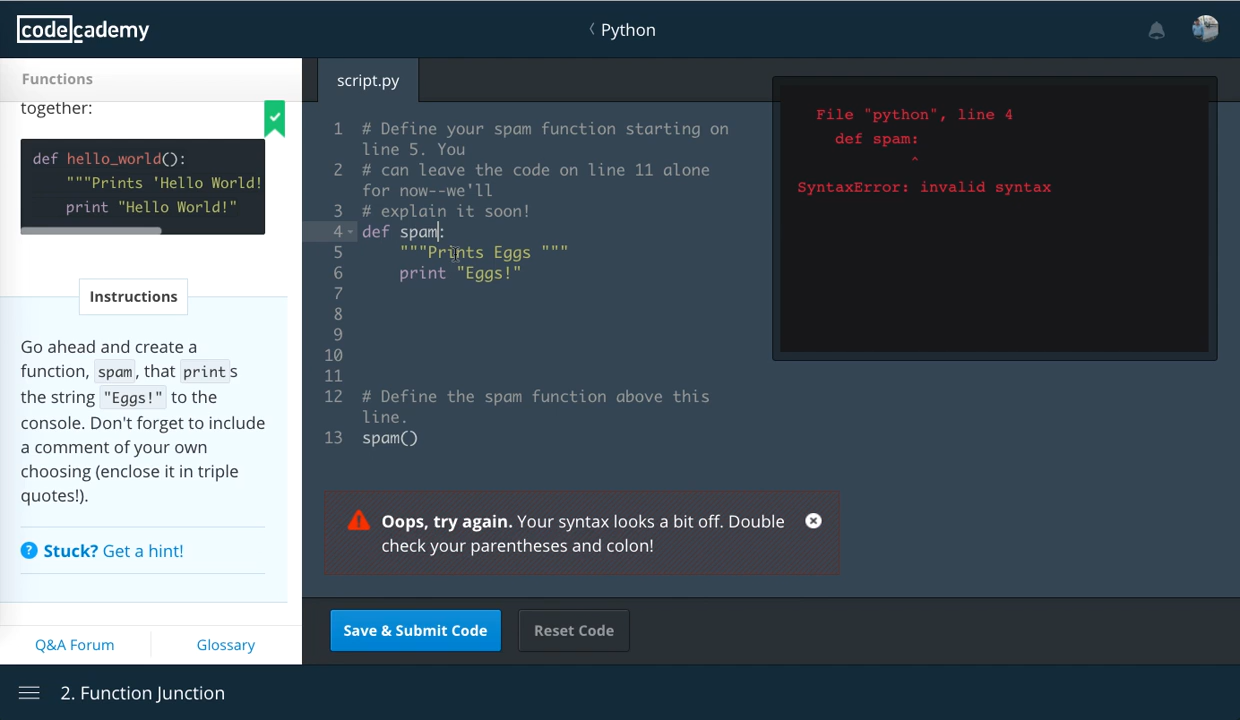 codecademy
Python
Functions
together:
def hello_world():
"""Prints 'Hello World!
print "Hello World!"
Instructions
Go ahead and create a
function, spam, that prints
the string "Eggs!" to the
console. Don't forget to include
a comment of your own
choosing (enclose it in triple
quotes!).
? Stuck? Get a hint!
Q&A Forum
Glossary
script.py
1 # Define your spam function starting on
line 5. You
2 # can leave the code on line 11 alone
for now--we'll
3 # explain it soon!
4 def spam:
5 """Prints Eggs """
6 print "Eggs!"
7
8
9
10
11
12 # Define the spam function above this
line.
13 spam()
File "python", line 4
def spam:
^
SyntaxError: invalid syntax
Oops, try again. Your syntax looks a bit off. Double
check your parentheses and colon!
Save & Submit Code
Reset Code
2. Function Junction